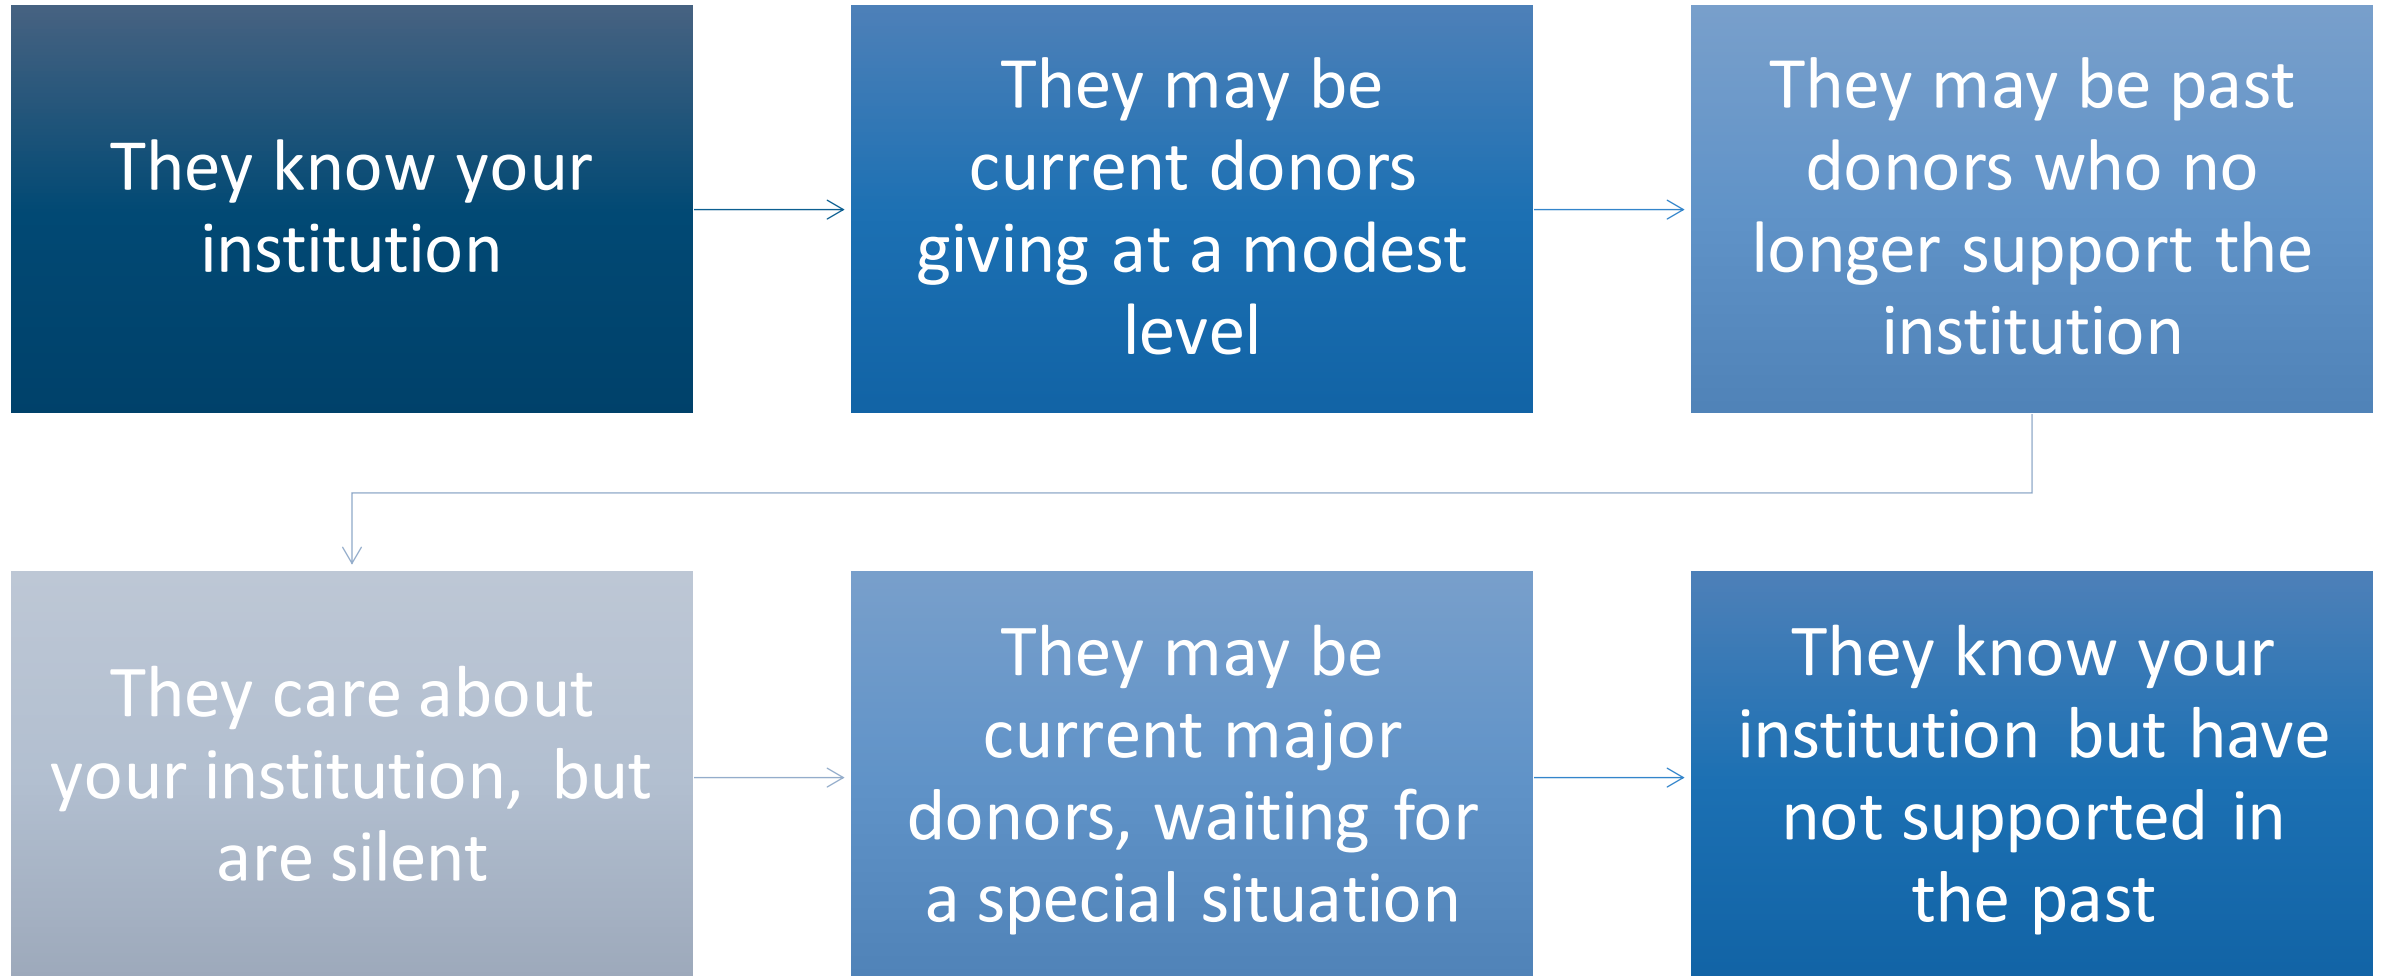 They know your
institution
They may be
current donors
giving at a modest
level
They may be past
donors who no
longer support the
institution
They care about
your institution, but
are silent
They may be
current major
donors, waiting for
a special situation
They know your
institution but have
not supported in
the past